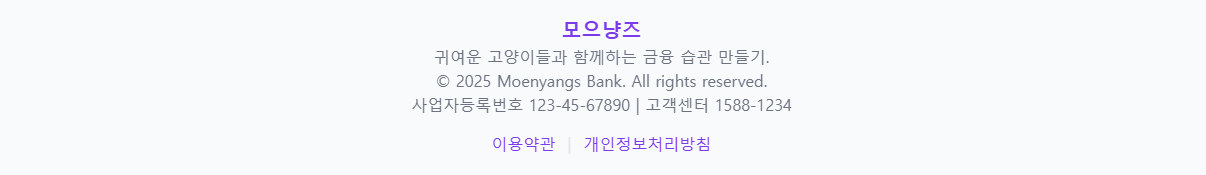 모으냥즈
귀여운 고양이들과 함께하는 금융 습관 만들기.
© 2025 Moenyangs Bank. All rights reserved.
사업자등록번호 123-45-67890 | 고객센터 1588-1234
이용약관 | 개인정보처리방침